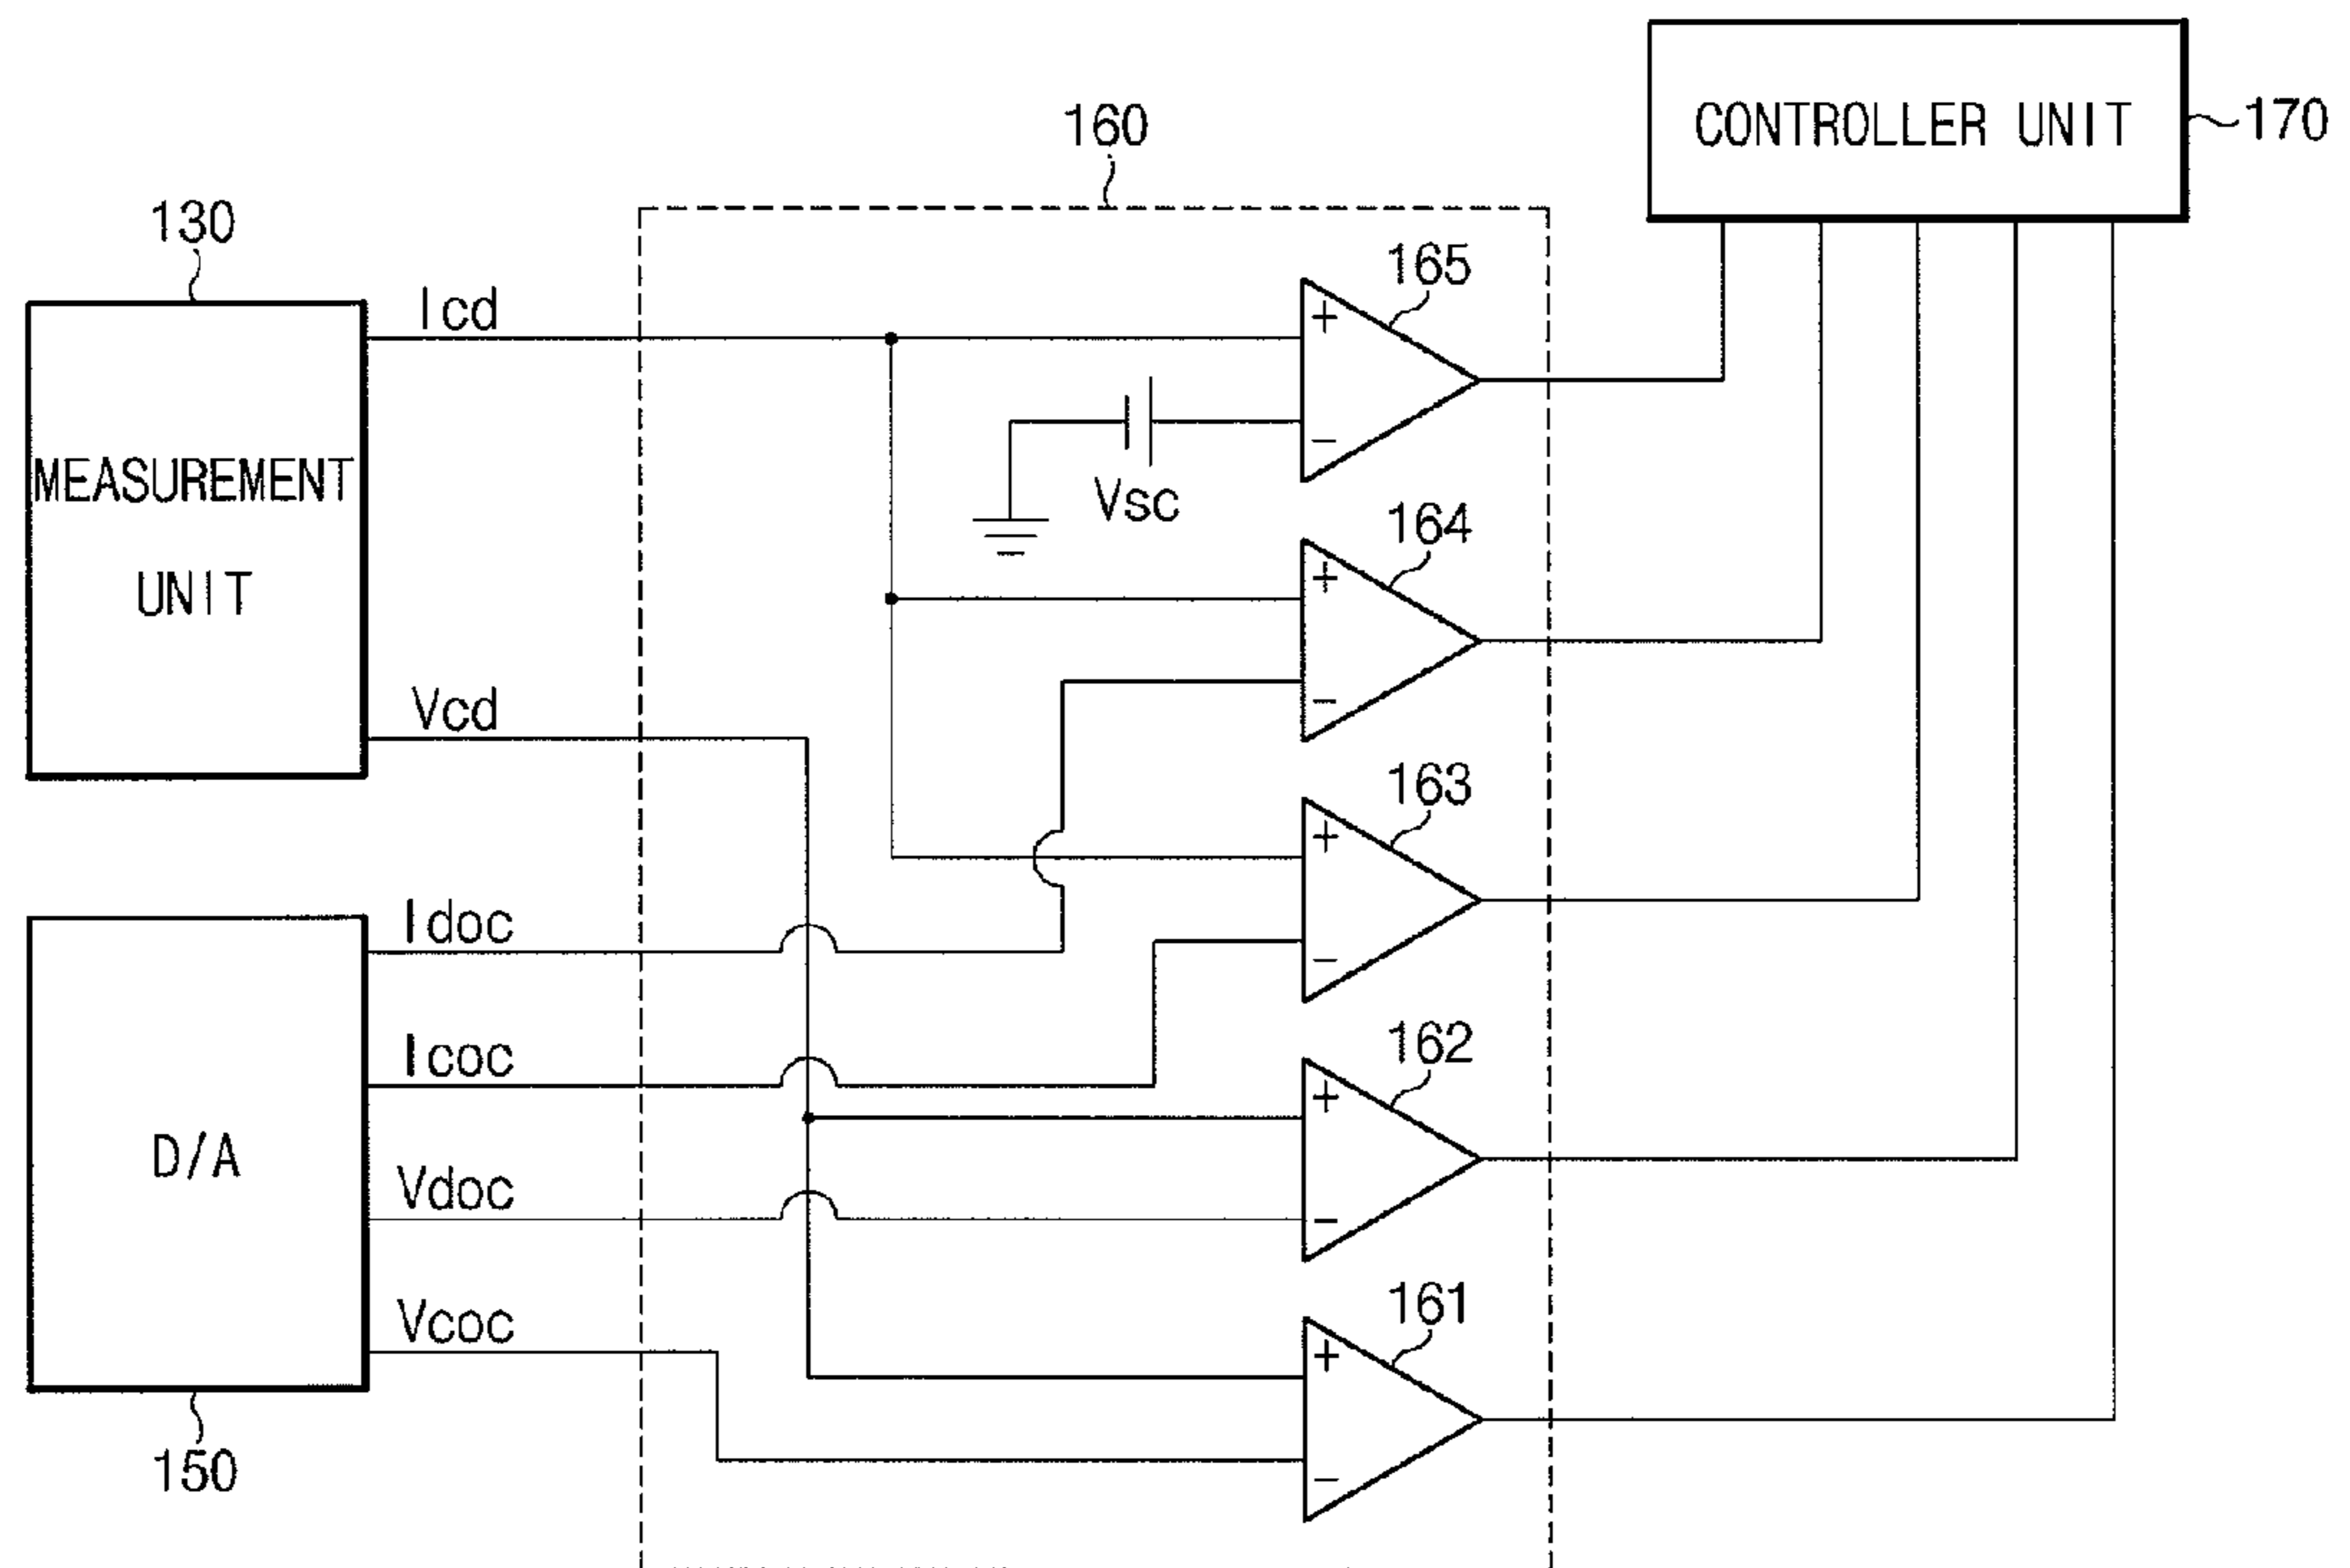 CONTROLLER UNIT
170
160
130
165
Icd
+
−
MEASUREMENT
UNIT
Vsc
164
+
−
Vcd
163
+
−
Idoc
Icoc
162
+
−
D/A
Vdoc
161
Vcoc
+
−
150